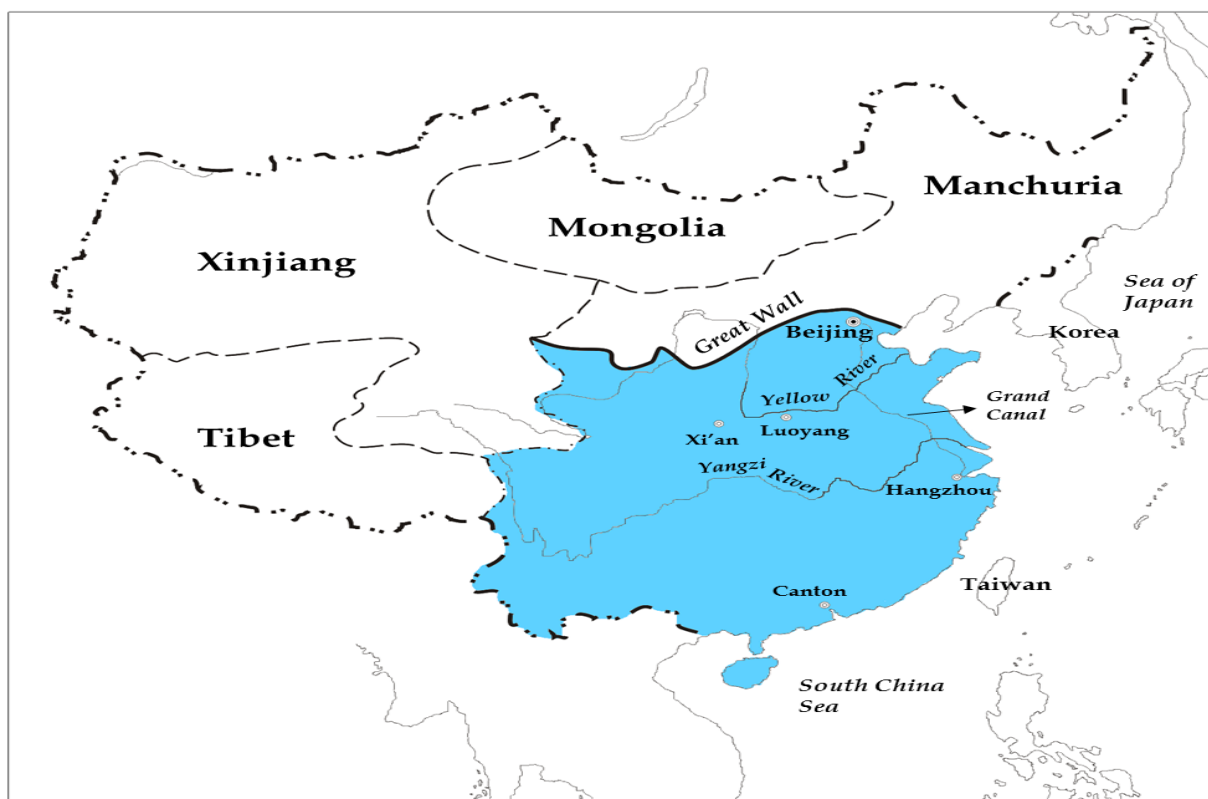 Manchuria
Mongolia
Xinjiang
Sea of
Japan
Great Wall
Beijing
Korea
Yellow River
Grand
Canal
Tibet
Xi'an
Luoyang
Yangzi River
Hangzhou
Taiwan
Canton
South China
Sea